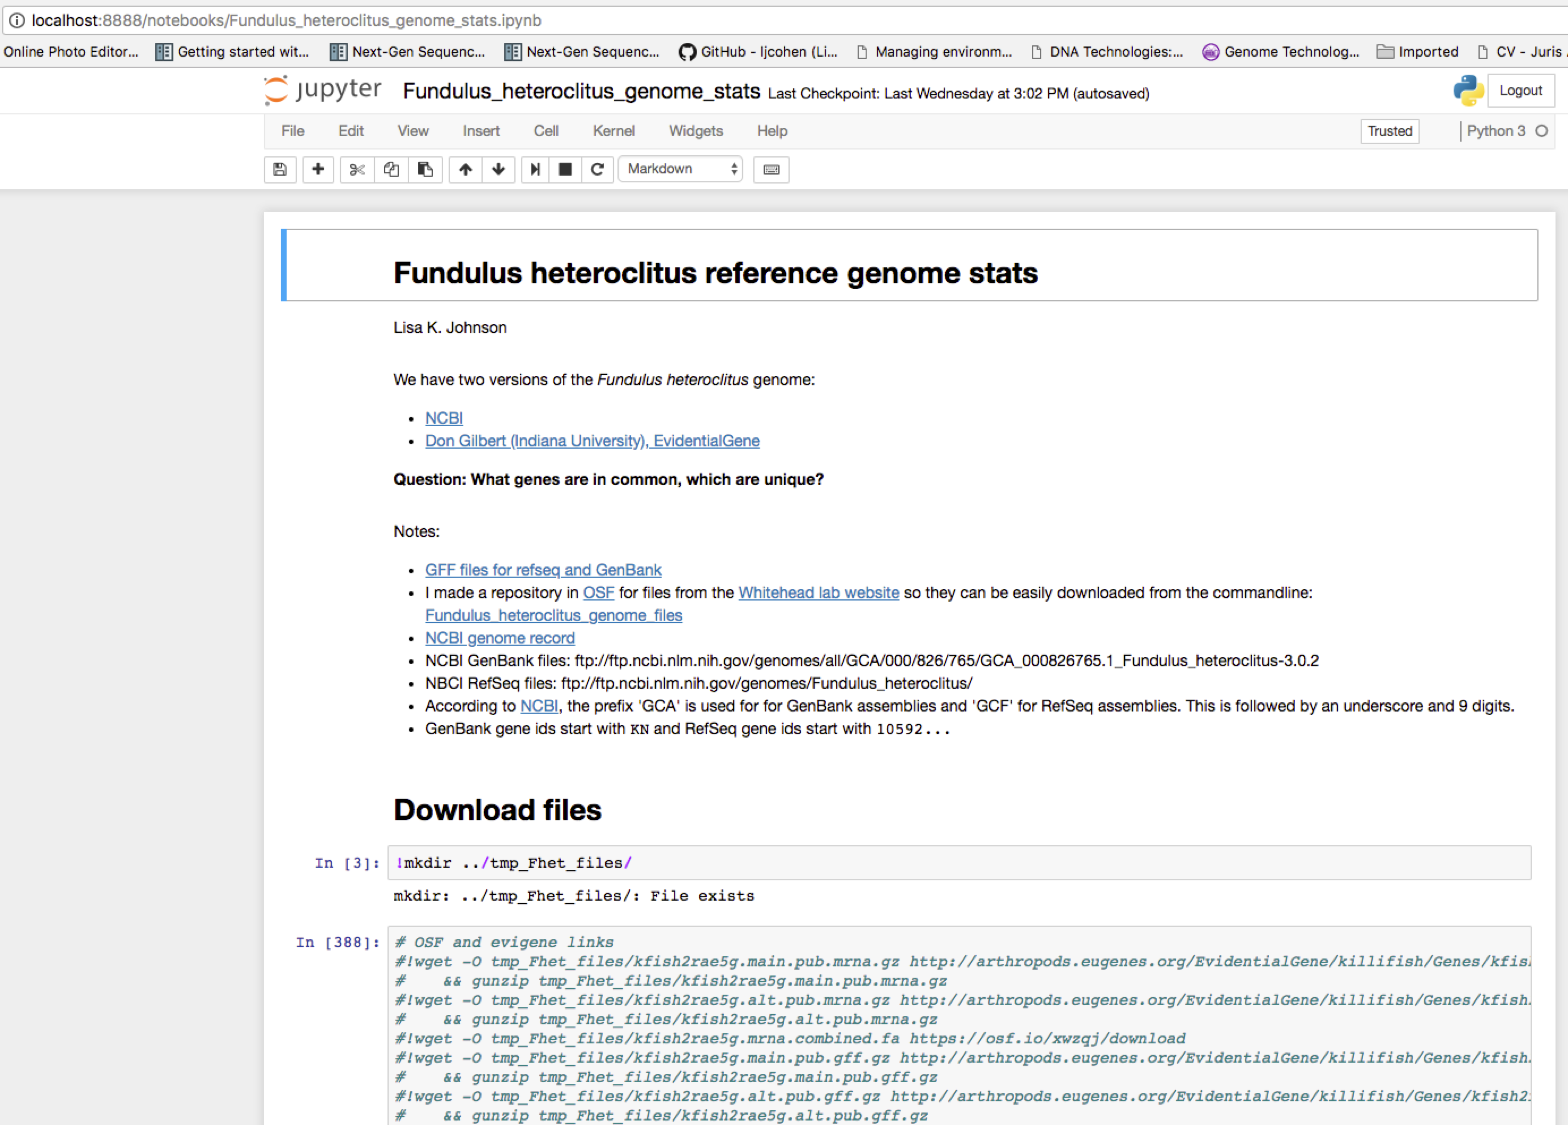 localhost:8888/notebooks/Fundulus_heteroclitus_genome_stats.ipynb
Online Photo Editor... Getting started wit... Next-Gen Sequenc... Next-Gen Sequenc... GitHub - ljcohen (Li... Managing environm... DNA Technologies:... Genome Technolog... Imported CV - Juris
jupyter Fundulus_heteroclitus_genome_stats Last Checkpoint: Last Wednesday at 3:02 PM (autosaved) Logout
File Edit View Insert Cell Kernel Widgets Help Trusted Python 3
Markdown
Fundulus heteroclitus reference genome stats
Lisa K. Johnson
We have two versions of the Fundulus heteroclitus genome:
• NCBI
• Don Gilbert (Indiana University), EvidentialGene
Question: What genes are in common, which are unique?
Notes:
• GFF files for refseq and GenBank
• I made a repository in OSF for files from the Whitehead lab website so they can be easily downloaded from the commandline:
Fundulus_heteroclitus_genome_files
• NCBI genome record
• NCBI GenBank files: ftp://ftp.ncbi.nlm.nih.gov/genomes/all/GCA/000/826/765/GCA_000826765.1_Fundulus_heteroclitus-3.0.2
• NBCI RefSeq files: ftp://ftp.ncbi.nlm.nih.gov/genomes/Fundulus_heteroclitus/
• According to NCBI, the prefix 'GCA' is used for for GenBank assemblies and 'GCF' for RefSeq assemblies. This is followed by an underscore and 9 digits.
• GenBank gene ids start with KN and RefSeq gene ids start with 10592...
Download files
In [3]: !mkdir ../tmp_Fhet_files/
mkdir: ../tmp_Fhet_files/: File exists
In [388]: # OSF and evigene links
#!wget -O tmp_Fhet_files/kfish2rae5g.main.pub.mrna.gz http://arthropods.eugenes.org/EvidentialGene/killifish/Genes/kfis
# && gunzip tmp_Fhet_files/kfish2rae5g.main.pub.mrna.gz
#!wget -O tmp_Fhet_files/kfish2rae5g.alt.pub.mrna.gz http://arthropods.eugenes.org/EvidentialGene/killifish/Genes/kfish
# && gunzip tmp_Fhet_files/kfish2rae5g.alt.pub.mrna.gz
#!wget -O tmp_Fhet_files/kfish2rae5g.mrna.combined.fa https://osf.io/xwzqj/download
#!wget -O tmp_Fhet_files/kfish2rae5g.main.pub.gff.gz http://arthropods.eugenes.org/EvidentialGene/killifish/Genes/kfish
# && gunzip tmp_Fhet_files/kfish2rae5g.main.pub.gff.gz
#!wget -O tmp_Fhet_files/kfish2rae5g.alt.pub.gff.gz http://arthropods.eugenes.org/EvidentialGene/killifish/Genes/kfish2
# && gunzip tmp_Fhet_files/kfish2rae5g.alt.pub.gff.gz